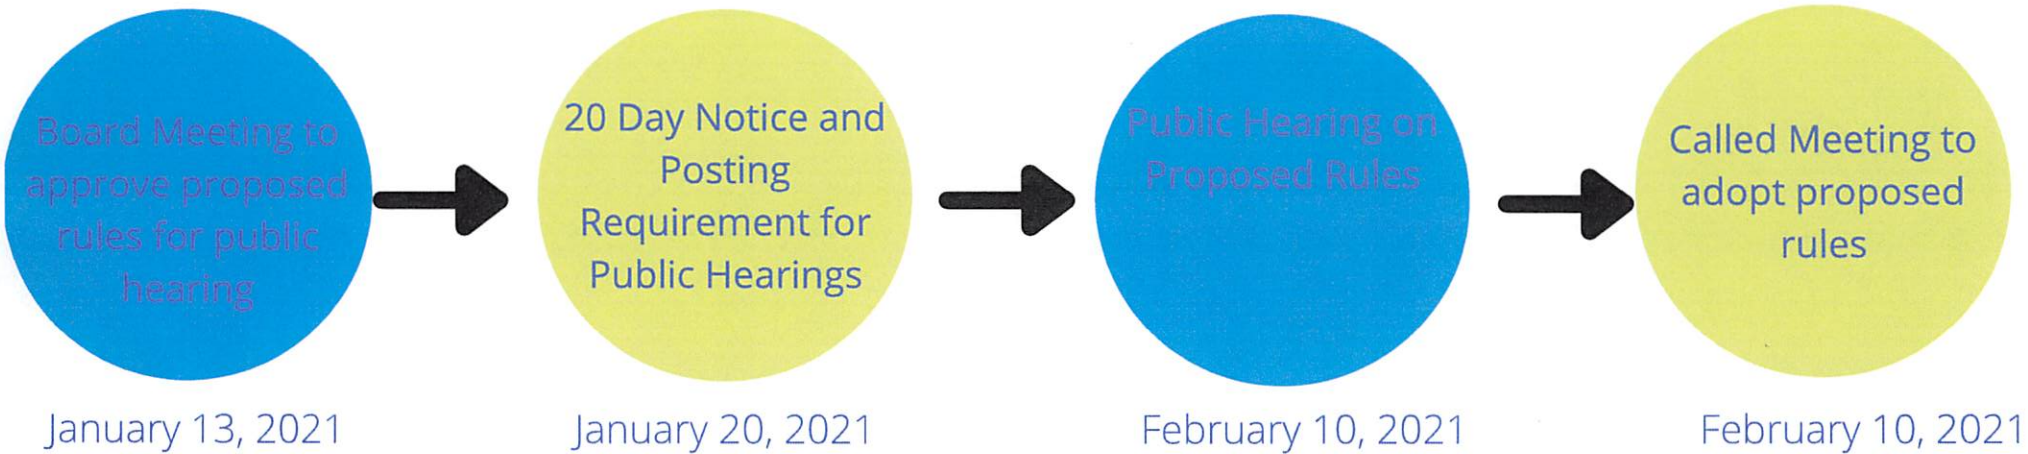 Board Meeting to
approve proposed
rules for public
hearing
January 13, 2021
20 Day Notice and
Posting
Requirement for
Public Hearings
January 20, 2021
Public Hearing on
Proposed Rules
February 10, 2021
Called Meeting to
adopt proposed
rules
February 10, 2021